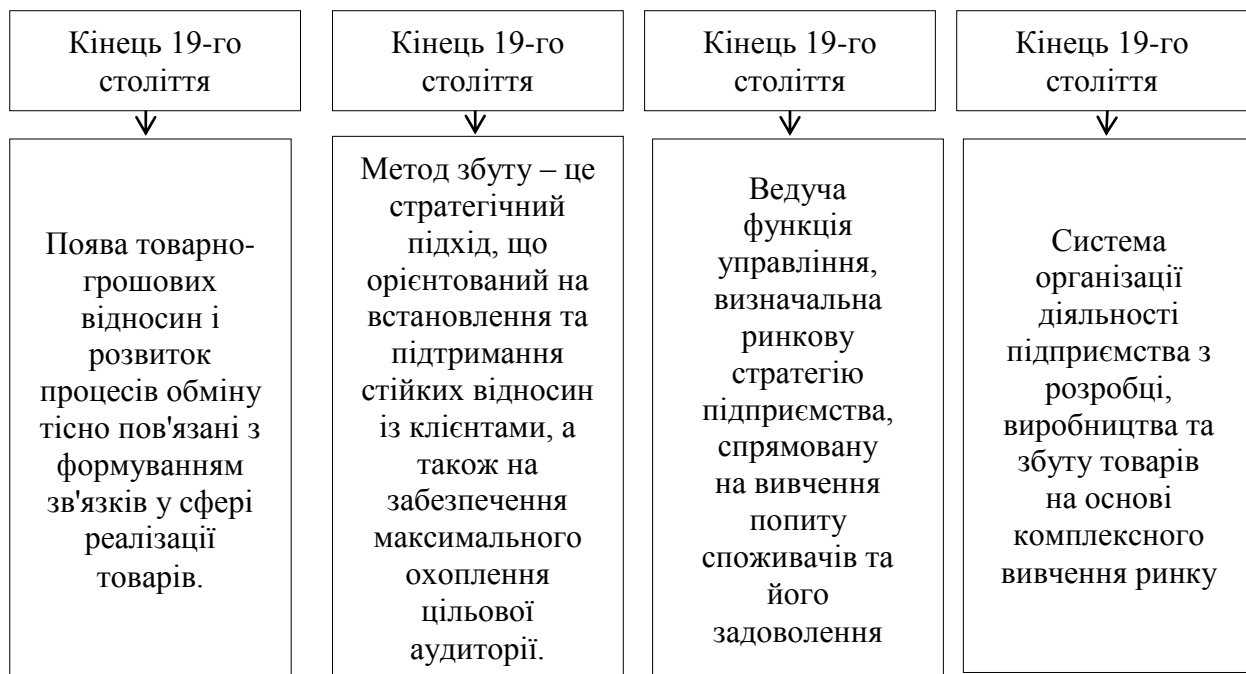 Кінець 19-го
століття
Кінець 19-го
століття
Кінець 19-го
століття
Кінець 19-го
століття
Поява товарно-
грошових
відносин і
розвиток
процесів обміну
тісно пов'язані з
формуванням
зв'язків у сфері
реалізації
товарів.
Метод збуту – це
стратегічний
підхід, що
орієнтований на
встановлення та
підтримання
стійких відносин
із клієнтами, а
також на
забезпечення
максимального
охоплення
цільової
аудиторії.
Ведуча
функція
управління,
визначальна
ринкову
стратегію
підприємства,
спрямовану
на вивчення
попиту
споживачів та
його
задоволення
Система
організації
діяльності
підприємства з
розробці,
виробництва та
збуту товарів
на основі
комплексного
вивчення ринку